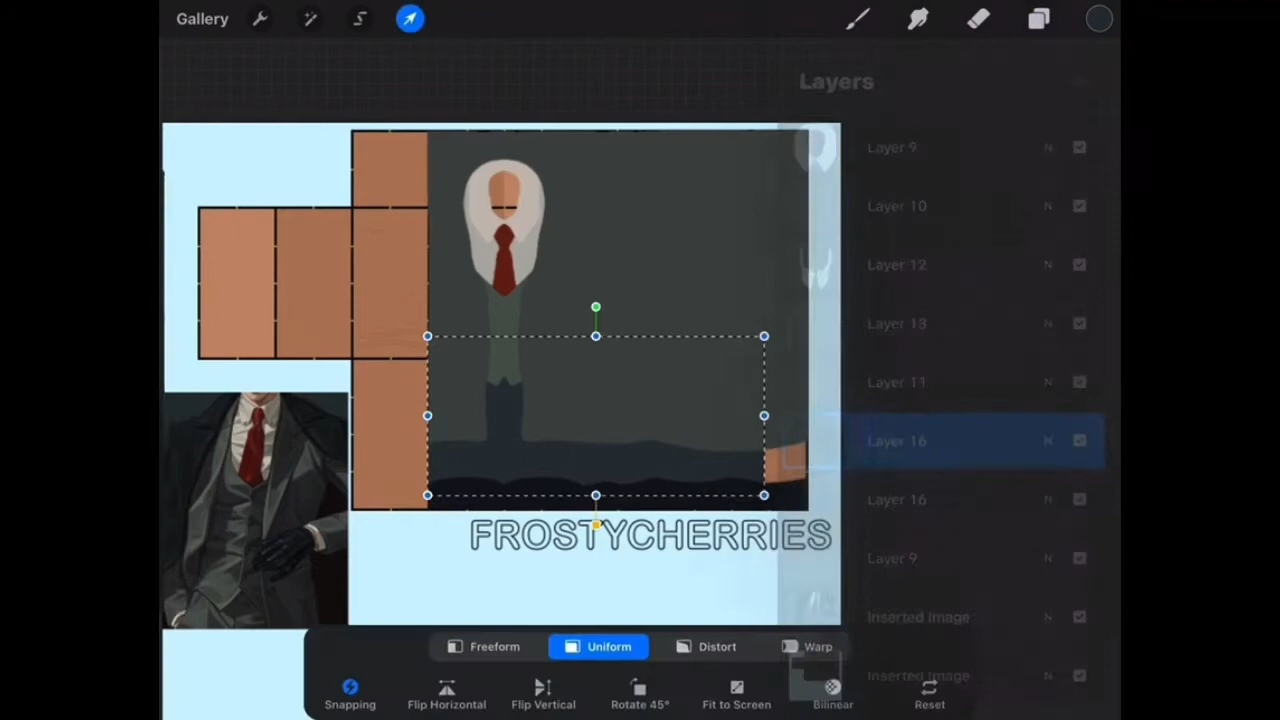 Gallery
Layers
Layer 9 N
Layer 10 N
Layer 12 N
Layer 13 N
Layer 11 N
Layer 16 N
Layer 16 N
Layer 9 N
Inserted Image N
Inserted Image N
FROSTYCHERRIES
Freeform Uniform Distort Warp
Snapping Flip Horizontal Flip Vertical Rotate 45° Fit to Screen Bilinear Reset